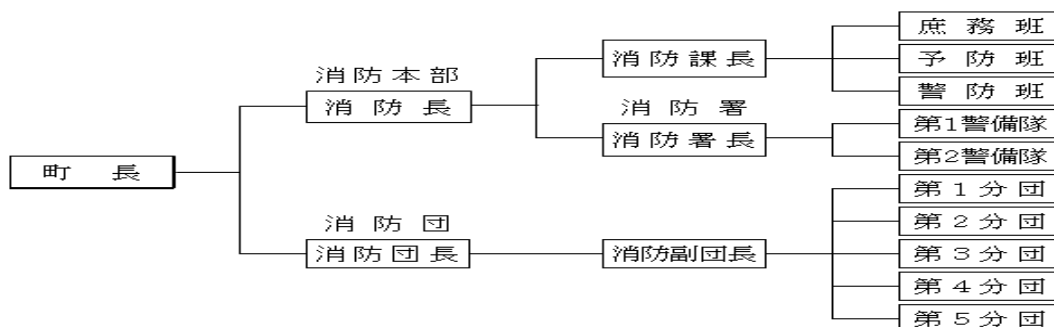 庶務班
消防課長
予防班
消防本部
警防班
消防長
消防署
第1警備隊
消防署長
第2警備隊
町長
第1分団
消防団
第2分団
消防団長
消防副団長
第3分団
第4分団
第5分団